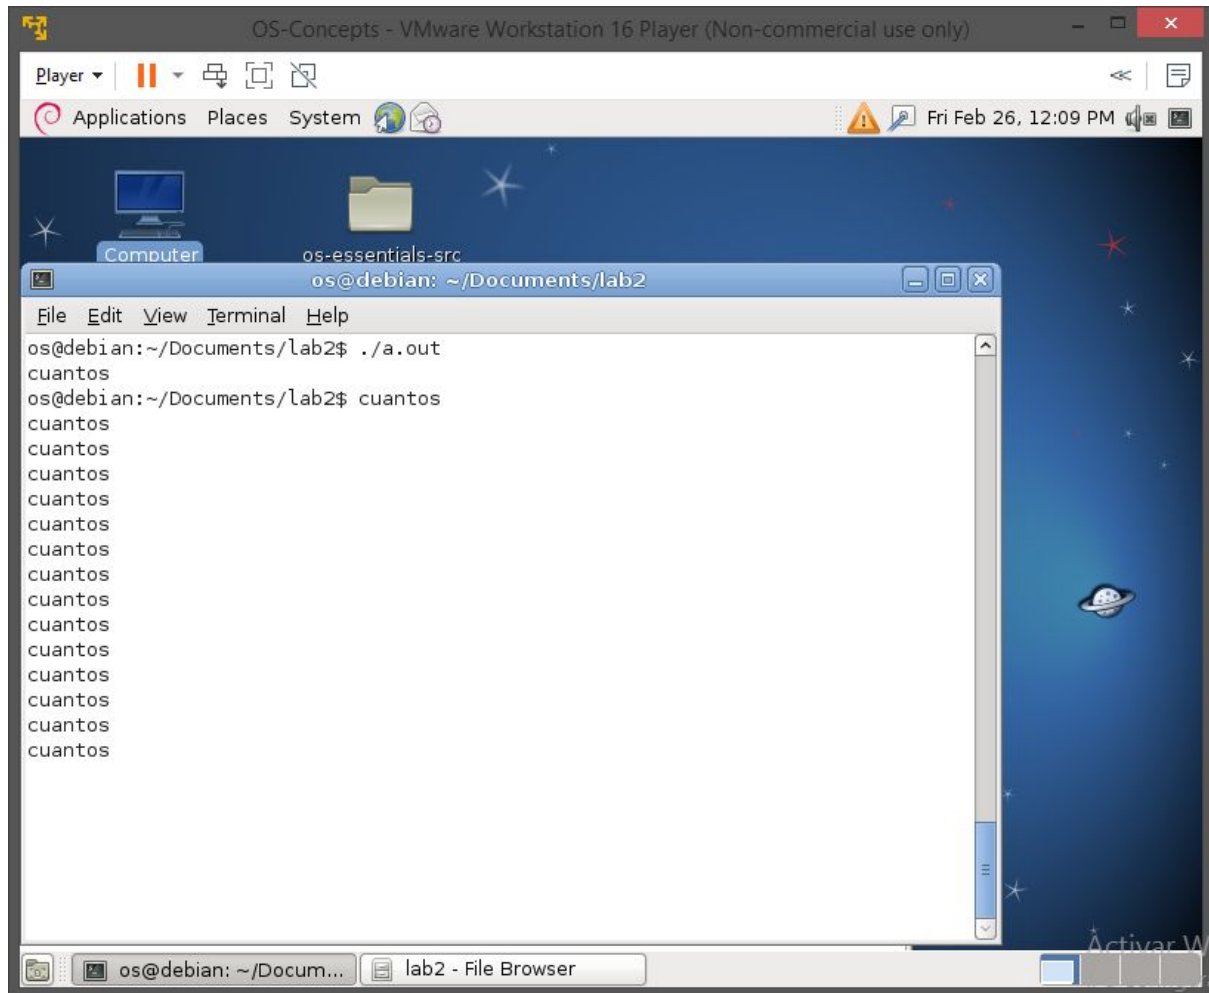 OS-Concepts - VMware Workstation 16 Player (Non-commercial use only)
Player
Applications Places System Fri Feb 26, 12:09 PM
Computer os-essentials-src
os@debian: ~/Documents/lab2
File Edit View Terminal Help
os@debian:~/Documents/lab2$ ./a.out
cuantos
os@debian:~/Documents/lab2$ cuantos
cuantos
cuantos
cuantos
cuantos
cuantos
cuantos
cuantos
cuantos
cuantos
cuantos
cuantos
cuantos
cuantos
cuantos
Activar W
os@debian: ~/Docum... lab2 - File Browser